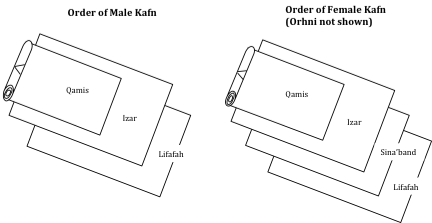 Order of Male Kafn
Qamis
Izar
Lifafah
Order of Female Kafn
(Orhni not shown)
Qamis
Izar
Sina'band
Lifafah